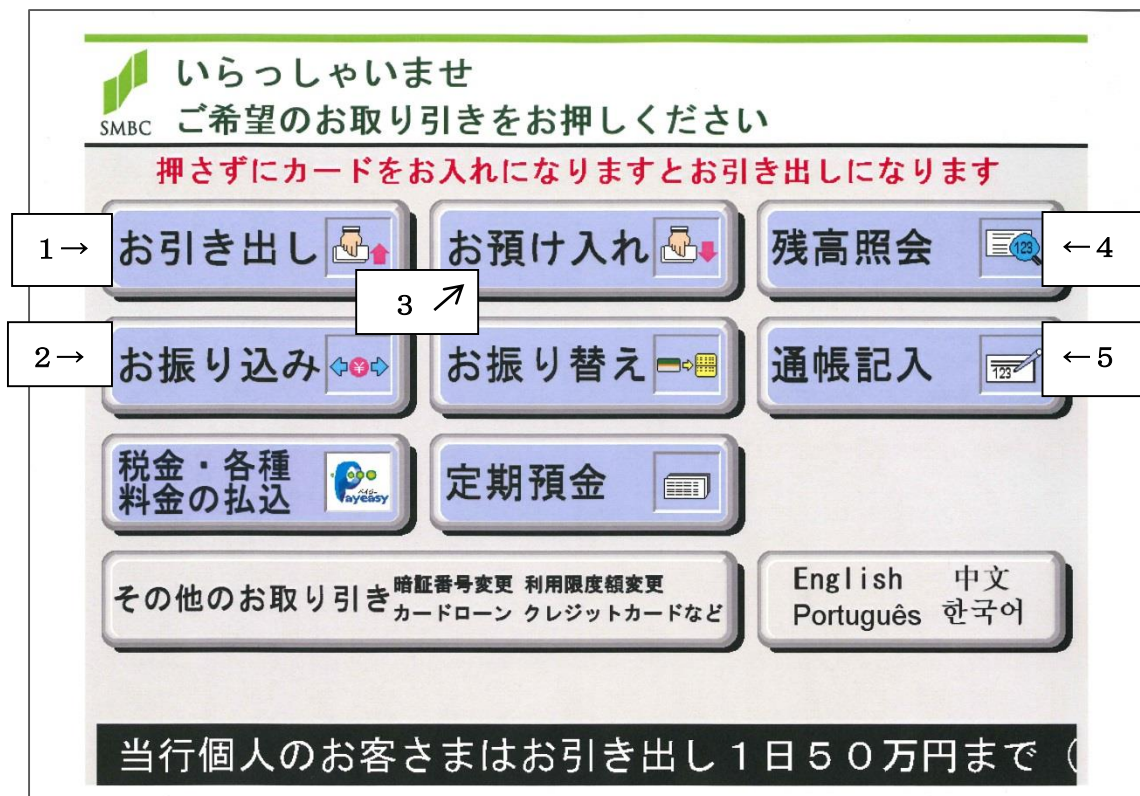 いらっしゃいませ
SMBC ご希望のお取り引きをお押しください
押さずにカードをお入れになりますとお引き出しになります
1→ お引き出し
お預け入れ
残高照会 123 ←4
3 ↗
2→ お振り込み ¥
お振り替え
通帳記入 123 ←5
税金・各種
料金の払込 ペイジー Payeasy
定期預金
その他のお取り引き 暗証番号変更 利用限度額変更
カードローン クレジットカードなど
English 中文
Português 한국어
当行個人のお客さまはお引き出し1日50万円まで（